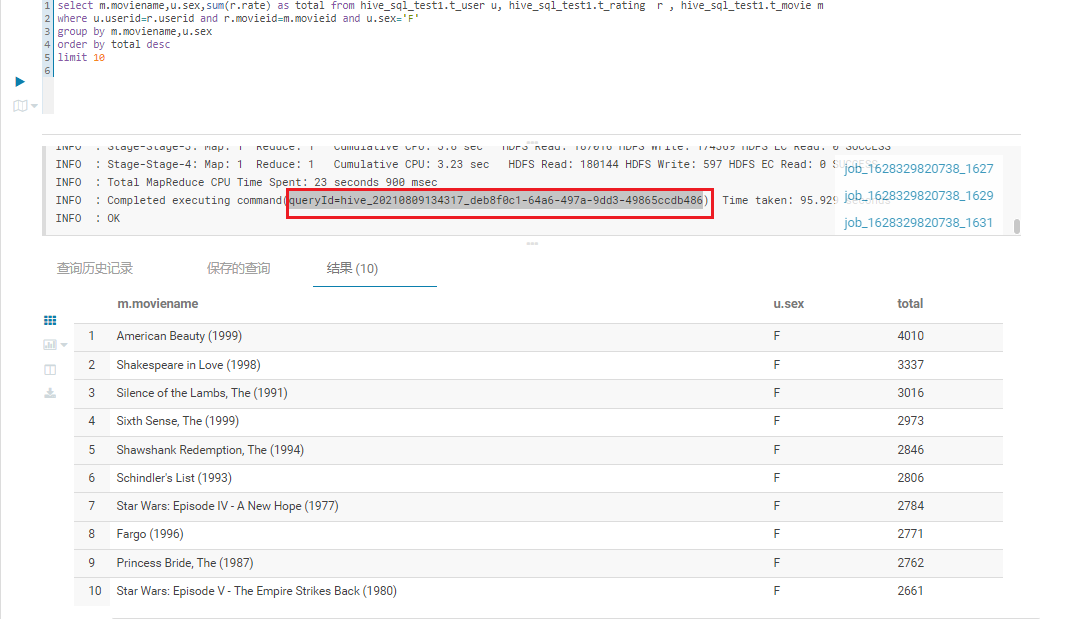 1 select m.moviename,u.sex,sum(r.rate) as total from hive_sql_test1.t_user u, hive_sql_test1.t_rating  r , hive_sql_test1.t_movie m
2 where u.userid=r.userid and r.movieid=m.movieid and u.sex='F'
3 group by m.moviename,u.sex
4 order by total desc
5 limit 10
6
INFO  : Stage-Stage-3: Map: 1  Reduce: 1   Cumulative CPU: 3.8 sec   HDFS Read: HDFS Write: HDFS EC Read: 0 SUCCESS
INFO  : Stage-Stage-4: Map: 1  Reduce: 1   Cumulative CPU: 3.23 sec   HDFS Read: 180144 HDFS Write: 597 HDFS EC Read: 0 SUCCESS
job_1628329820738_1627
INFO  : Total MapReduce CPU Time Spent: 23 seconds 900 msec
INFO  : Completed executing command(queryId=hive_20210809134317_deb8f0c1-64a6-497a-9dd3-49865ccdb486)  Time taken: 95.929 seconds
job_1628329820738_1629
INFO  : OK
job_1628329820738_1631
查询历史记录 保存的查询 结果 (10)
m.moviename u.sex total
1 American Beauty (1999) F 4010
2 Shakespeare in Love (1998) F 3337
3 Silence of the Lambs, The (1991) F 3016
4 Sixth Sense, The (1999) F 2973
5 Shawshank Redemption, The (1994) F 2846
6 Schindler's List (1993) F 2806
7 Star Wars: Episode IV - A New Hope (1977) F 2784
8 Fargo (1996) F 2771
9 Princess Bride, The (1987) F 2762
10 Star Wars: Episode V - The Empire Strikes Back (1980) F 2661